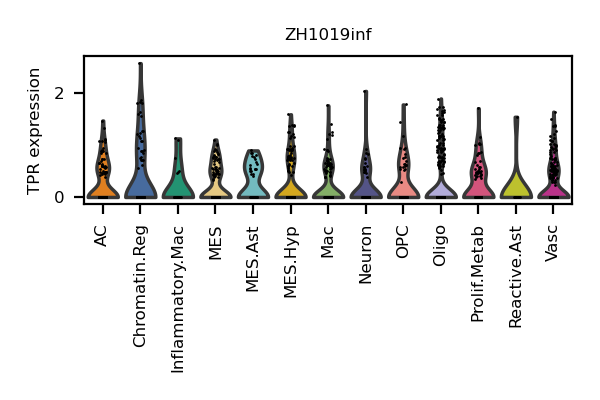 ZH1019inf
TPR expression
2
0
AC
Chromatin.Reg
Inflammatory.Mac
MES
MES.Ast
MES.Hyp
Mac
Neuron
OPC
Oligo
Prolif.Metab
Reactive.Ast
Vasc